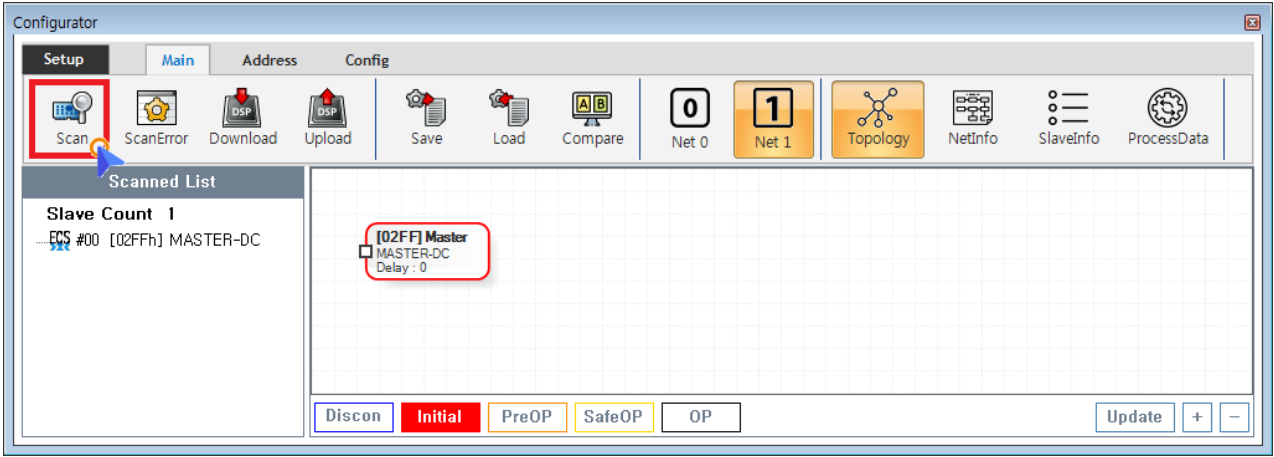 Configurator
Setup Main Address Config
Scan ScanError DSP Download DSP Upload Save Load A B Compare 0 Net 0 1 Net 1 Topology NetInfo SlaveInfo ProcessData
Scanned List
Slave Count 1
ECS #00 [02FFh] MASTER-DC
[02FF] Master
MASTER-DC
Delay : 0
Discon Initial PreOP SafeOP OP Update + −